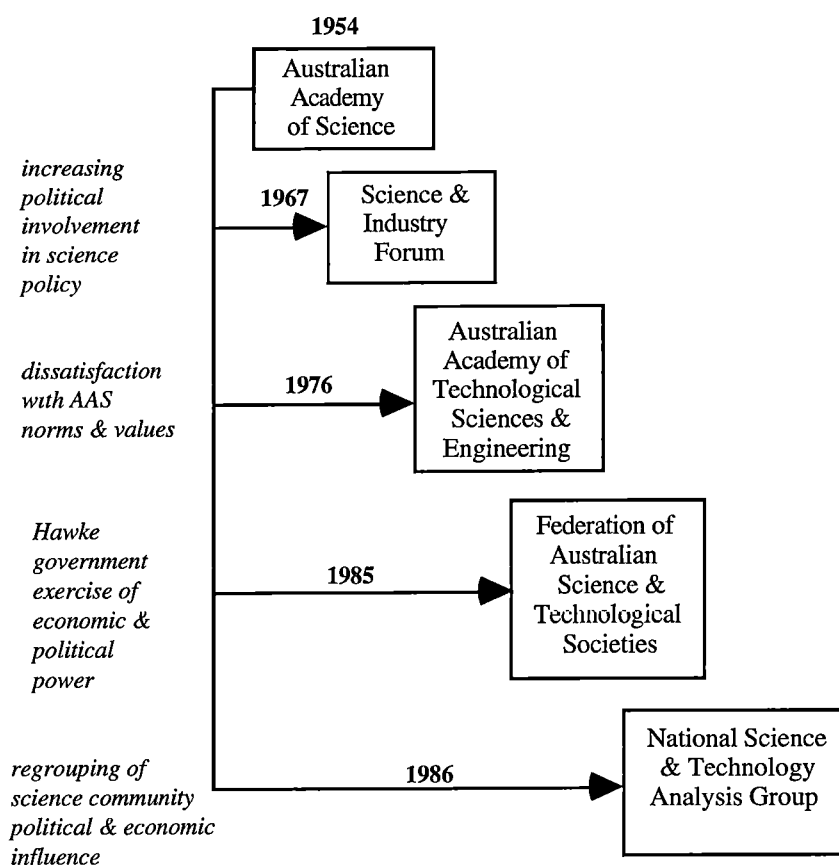 1954
Australian
Academy
of Science
increasing
political
involvement
in science
policy
1967
Science &
Industry
Forum
dissatisfaction
with AAS
norms & values
1976
Australian
Academy of
Technological
Sciences &
Engineering
Hawke
government
exercise of
economic &
political
power
1985
Federation of
Australian
Science &
Technological
Societies
regrouping of
science community
political & economic
influence
1986
National Science
& Technology
Analysis Group